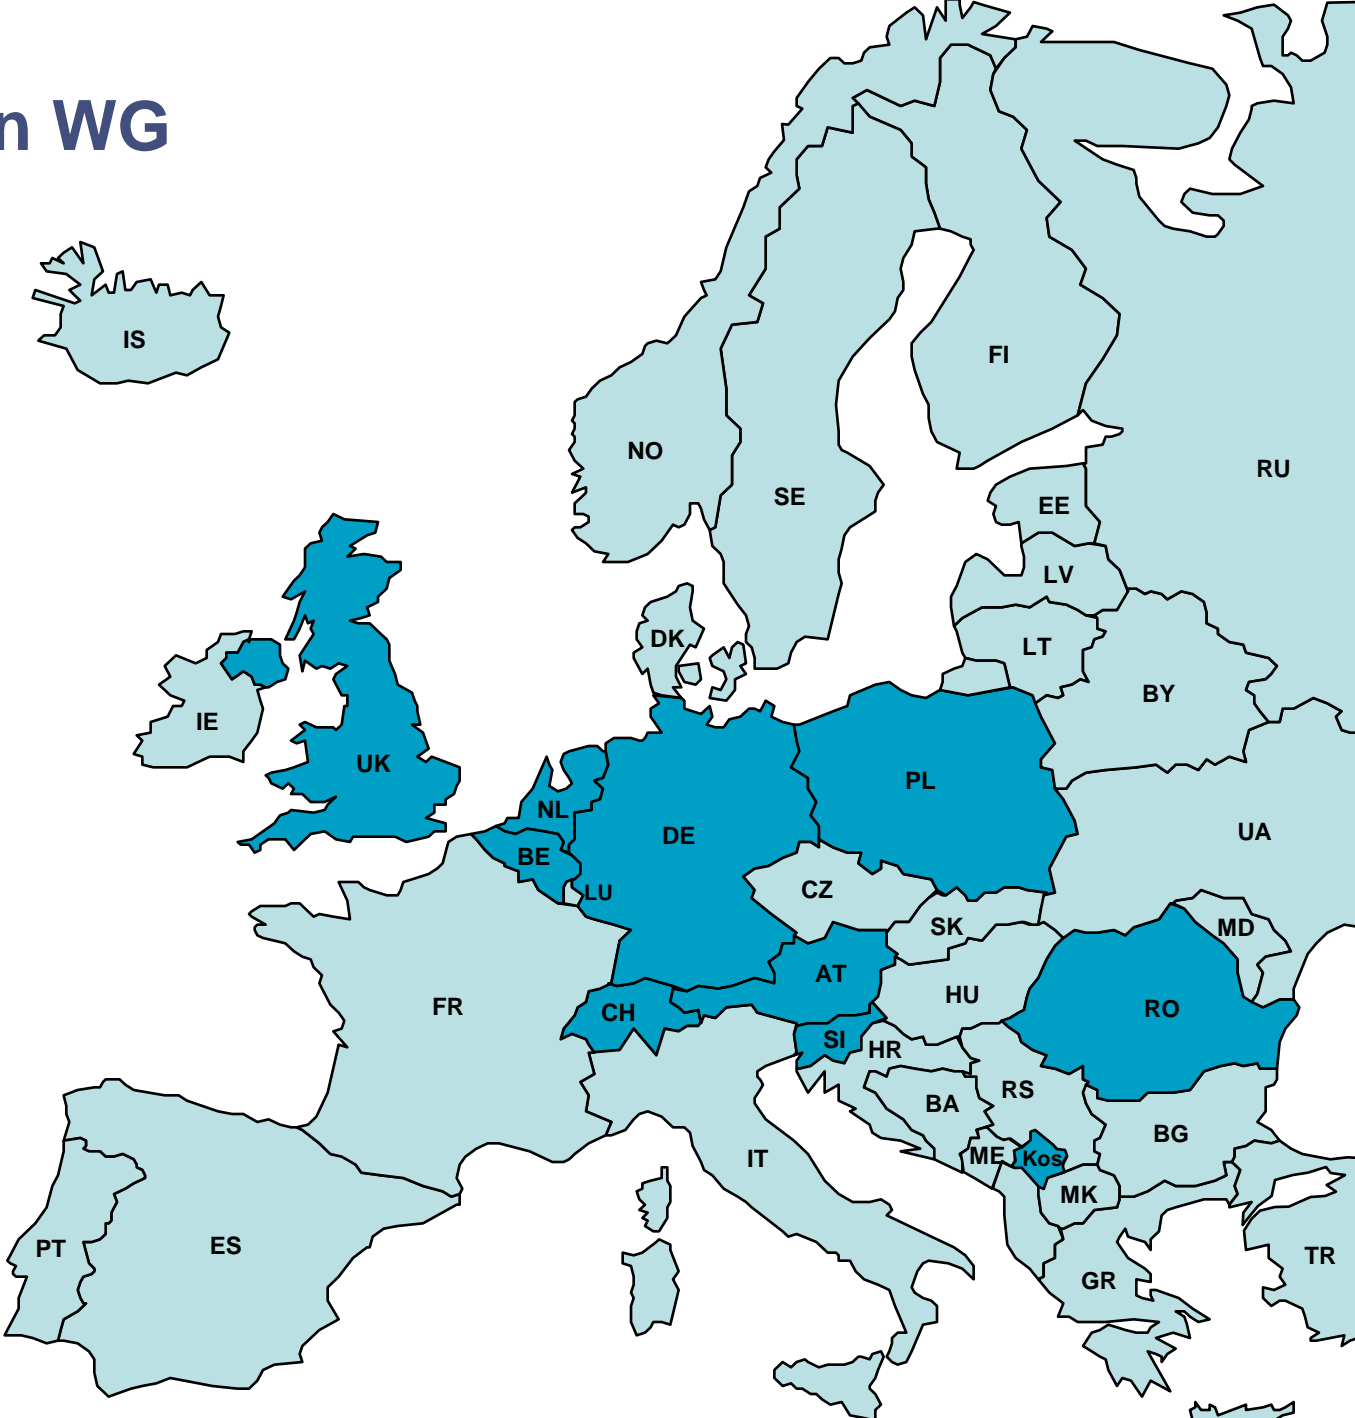 n WG
IS
FI
NO
RU
SE
EE
LV
DK
LT
BY
IE
UK
PL
NL
DE
UA
BE
CZ
LU
SK
MD
AT
FR
HU
RO
CH
SI
HR
RS
BA
BG
IT
ME
Kos
MK
PT
ES
TR
GR